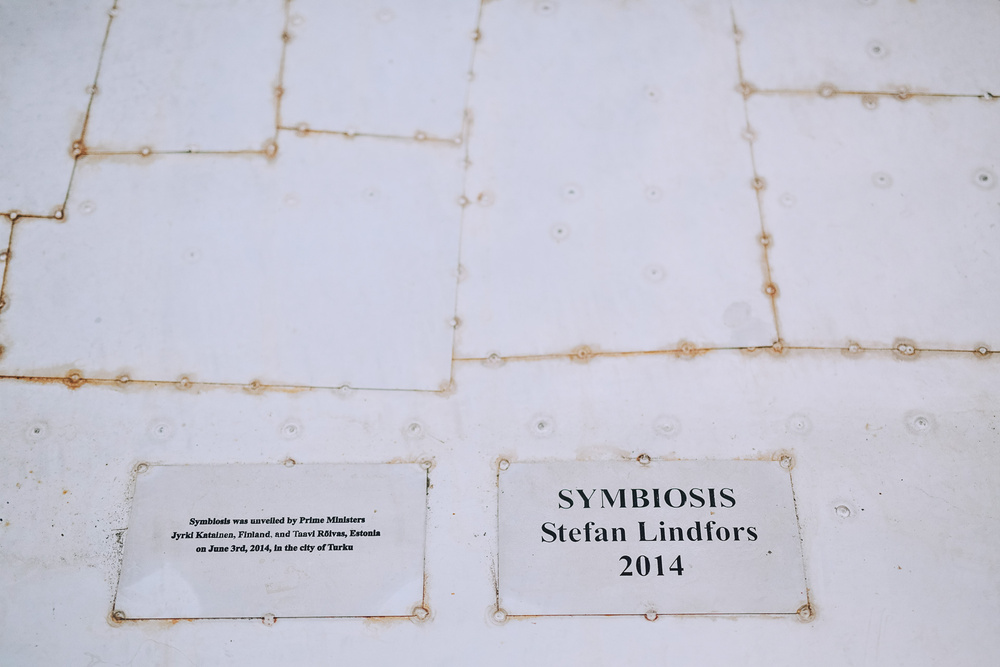 Symbiosis was unveiled by Prime Ministers
Jyrki Katainen, Finland, and Taavi Rõivas, Estonia
on June 3rd, 2014, in the city of Turku
SYMBIOSIS
Stefan Lindfors
2014